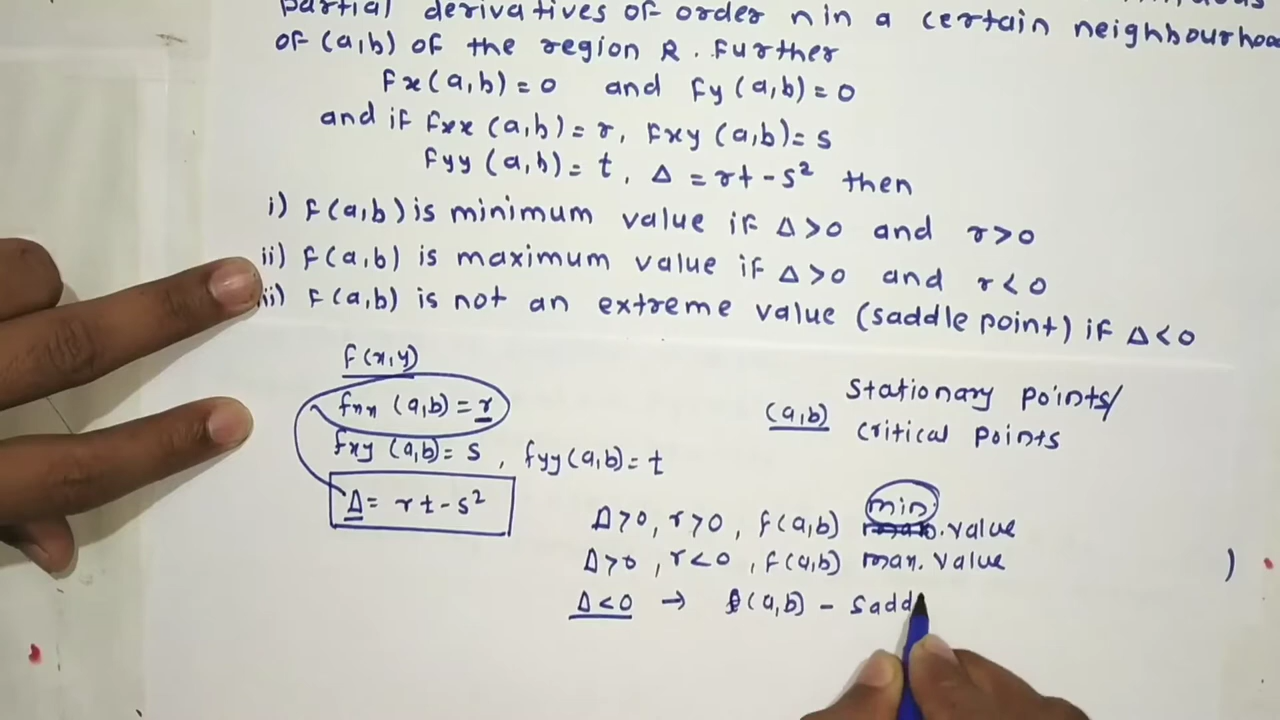 partial derivatives of order n in a certain neighbourhood
of (a,b) of the region R. Further
fx(a,b)=0 and fy(a,b)=0
and if fxx(a,b)=r, fxy(a,b)=s
fyy(a,b)=t, Δ=rt-s² then
i) f(a,b) is minimum value if Δ>0 and r>0
ii) f(a,b) is maximum value if Δ>0 and r<0
ii) f(a,b) is not an extreme value (saddle point) if Δ<0
f(x,y)
fxx (a,b)=r
fxy (a,b)=s, fyy(a,b)=t
Δ= rt-s²
Stationary points/
(a,b) critical points
Δ>0, r>0, f(a,b) min. value
Δ>0, r<0, f(a,b) max. value
Δ<0 → f(a,b) - Sadd
)